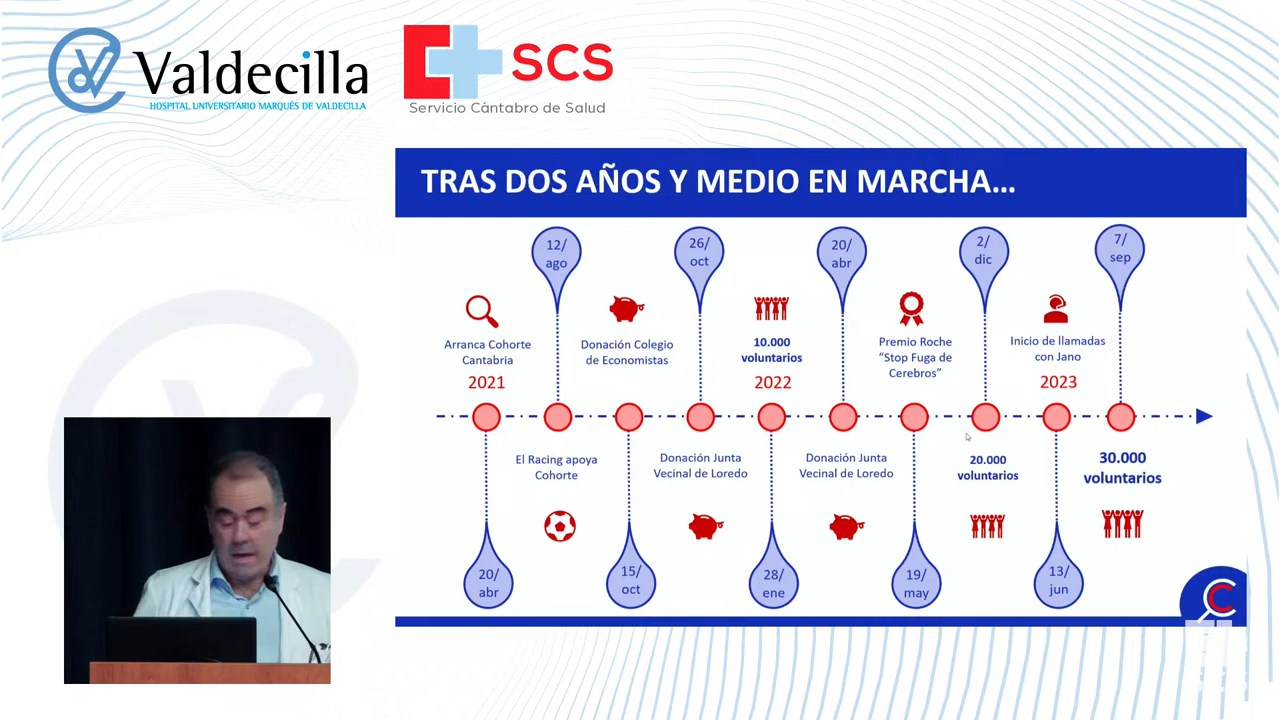 Valdecilla
HOSPITAL UNIVERSITARIO MARQUÉS DE VALDECILLA
SCS
Servicio Cántabro de Salud
TRAS DOS AÑOS Y MEDIO EN MARCHA...
12/
ago
26/
oct
20/
abr
2/
dic
7/
sep
Arranca Cohorte
Cantabria
2021
Donación Colegio
de Economistas
10.000
voluntarios
2022
Premio Roche
“Stop Fuga de
Cerebros”
Inicio de llamadas
con Jano
2023
El Racing apoya
Cohorte
Donación Junta
Vecinal de Loredo
Donación Junta
Vecinal de Loredo
20.000
voluntarios
30.000
voluntarios
20/
abr
15/
oct
28/
ene
19/
may
13/
jun